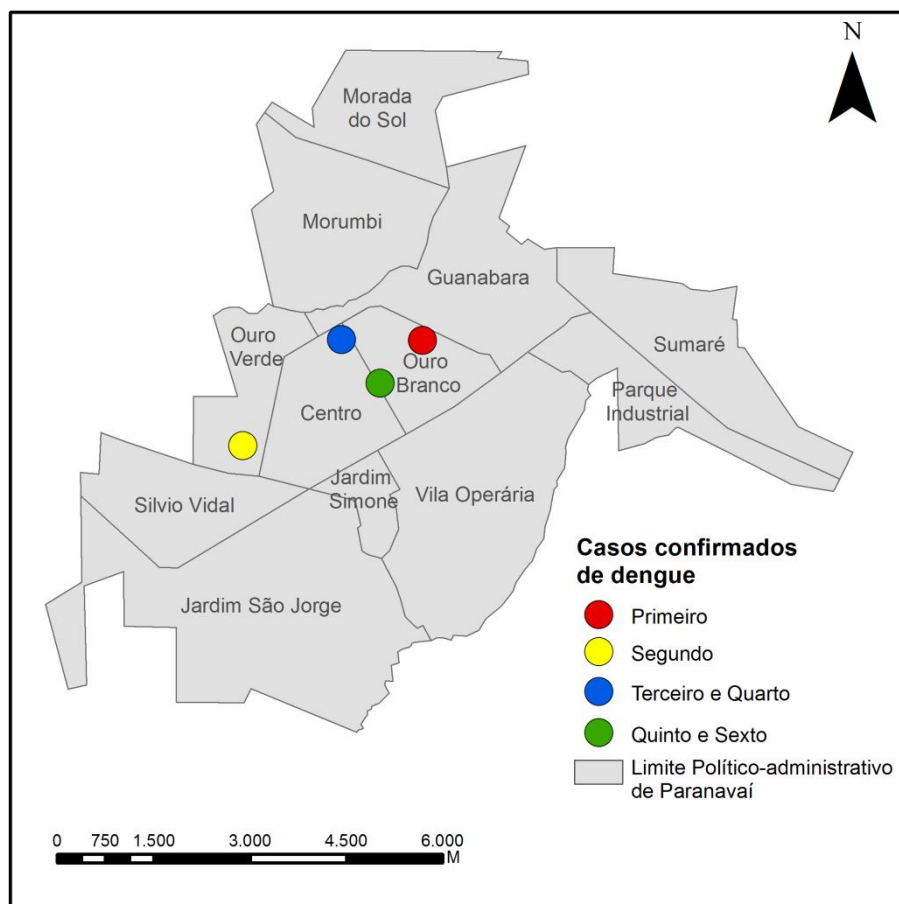 N
Morada
do Sol
Morumbi
Guanabara
Ouro
Verde
Sumaré
Ouro
Branco
Parque
Industrial
Centro
Jardim
Simone
Vila Operária
Silvio Vidal
Jardim São Jorge
Casos confirmados
de dengue
Primeiro
Segundo
Terceiro e Quarto
Quinto e Sexto
Limite Político-administrativo
de Paranavaí
0 750 1.500 3.000 4.500 6.000
M